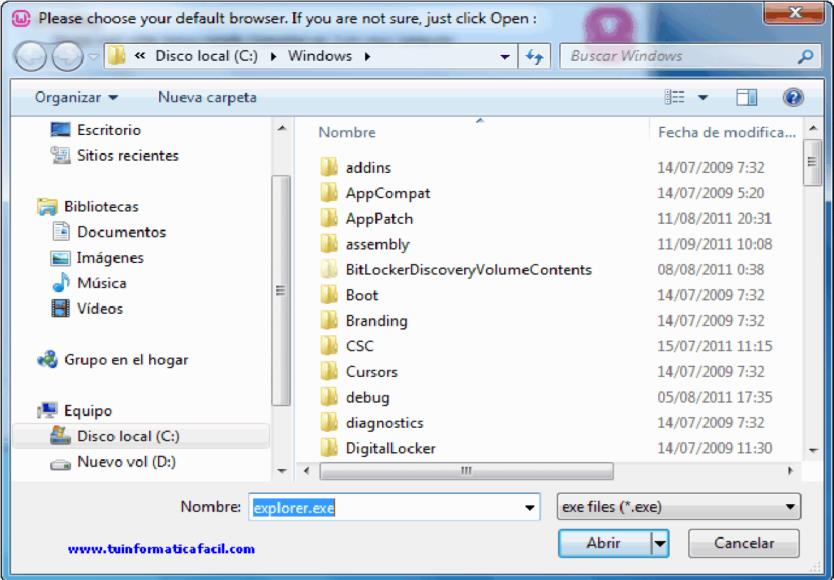 Please choose your default browser. If you are not sure, just click Open :
« Disco local (C:) Windows
Buscar Windows
Organizar Nueva carpeta
Escritorio
Sitios recientes
Bibliotecas
Documentos
Imágenes
Música
Vídeos
Grupo en el hogar
Equipo
Disco local (C:)
Nuevo vol (D:)
Nombre Fecha de modifica...
addins 14/07/2009 7:32
AppCompat 14/07/2009 5:20
AppPatch 11/08/2011 20:31
assembly 11/09/2011 10:08
BitLockerDiscoveryVolumeContents 08/08/2011 0:38
Boot 14/07/2009 7:32
Branding 14/07/2009 7:32
CSC 15/07/2011 11:15
Cursors 14/07/2009 7:32
debug 05/08/2011 17:35
diagnostics 14/07/2009 7:32
DigitalLocker 14/07/2009 11:30
Nombre: explorer.exe
exe files (*.exe)
www.tuinformaticafacil.com
Abrir Cancelar